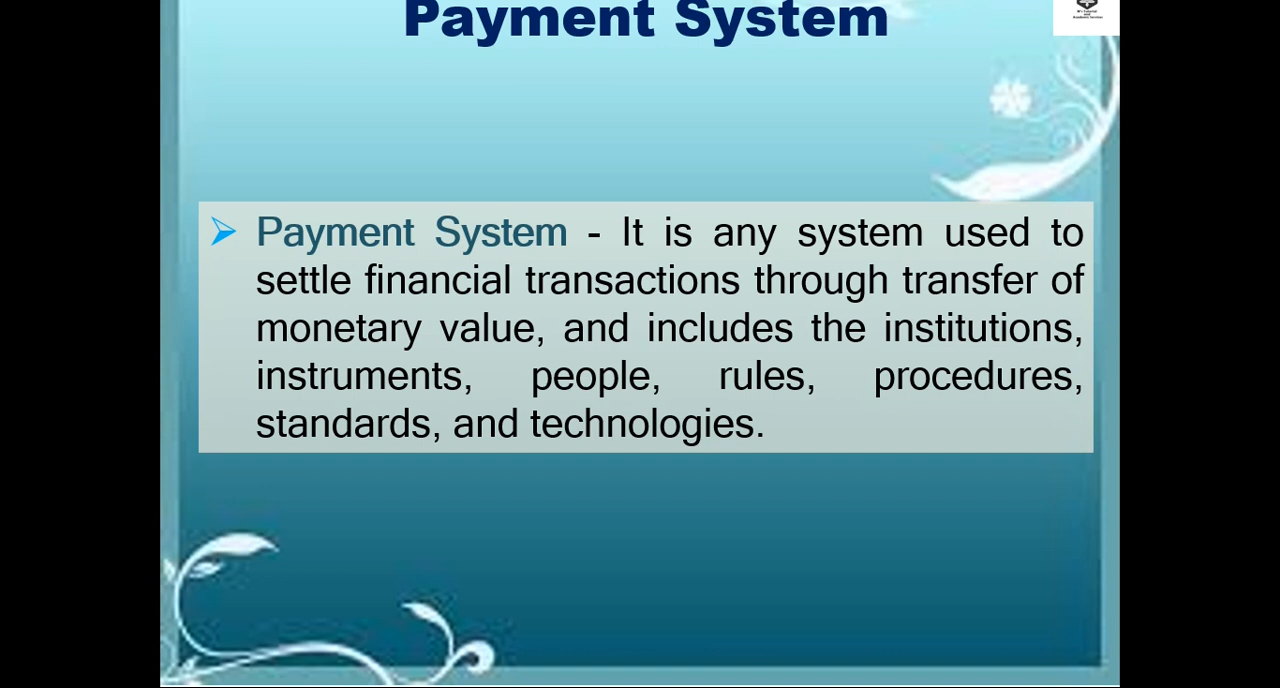 Payment System
➢ Payment System - It is any system used to
settle financial transactions through transfer of
monetary value, and includes the institutions,
instruments, people, rules, procedures,
standards, and technologies.